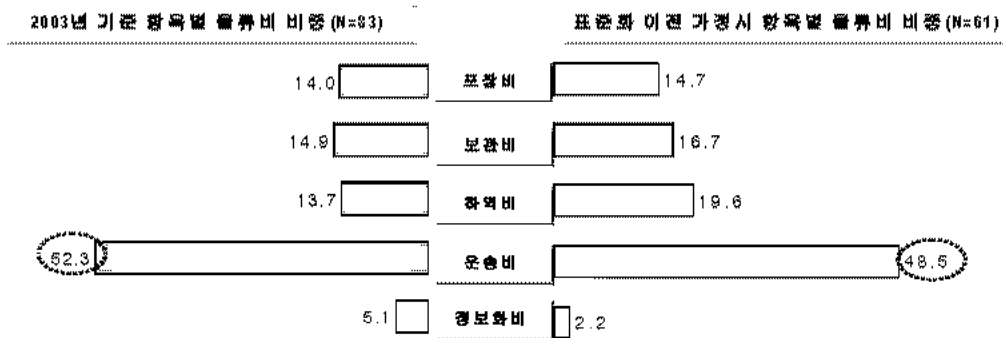 2003년 기준 항목별 물류비 비중(N=83)
표준화 이전 가정시 항목별 물류비 비중(N=61)
14.0 포장비 14.7
14.9 보관비 16.7
13.7 하역비 19.6
52.3 운송비 48.5
5.1 정보화비 2.2